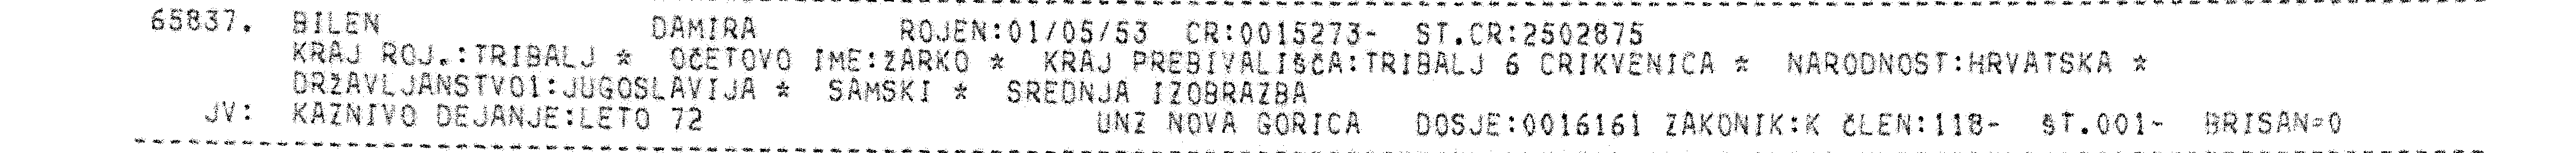 65837. BILEN DAMIRA ROJEN:01/05/53 CR:0015273- ST.CR:2502875
KRAJ ROJ.:TRIBALJ * OČETOVO IME:ŽARKO * KRAJ PREBIVALIŠČA:TRIBALJ 6 CRIKVENICA * NARODNOST:HRVATSKA *
DRŽAVLJANSTVO1:JUGOSLAVIJA * SAMSKI * SREDNJA IZOBRAZBA
JV: KAZNIVO DEJANJE:LETO 72 UNZ NOVA GORICA DOSJE:0016161 ZAKONIK:K ČLEN:118- ŠT.001- BRISAN=0